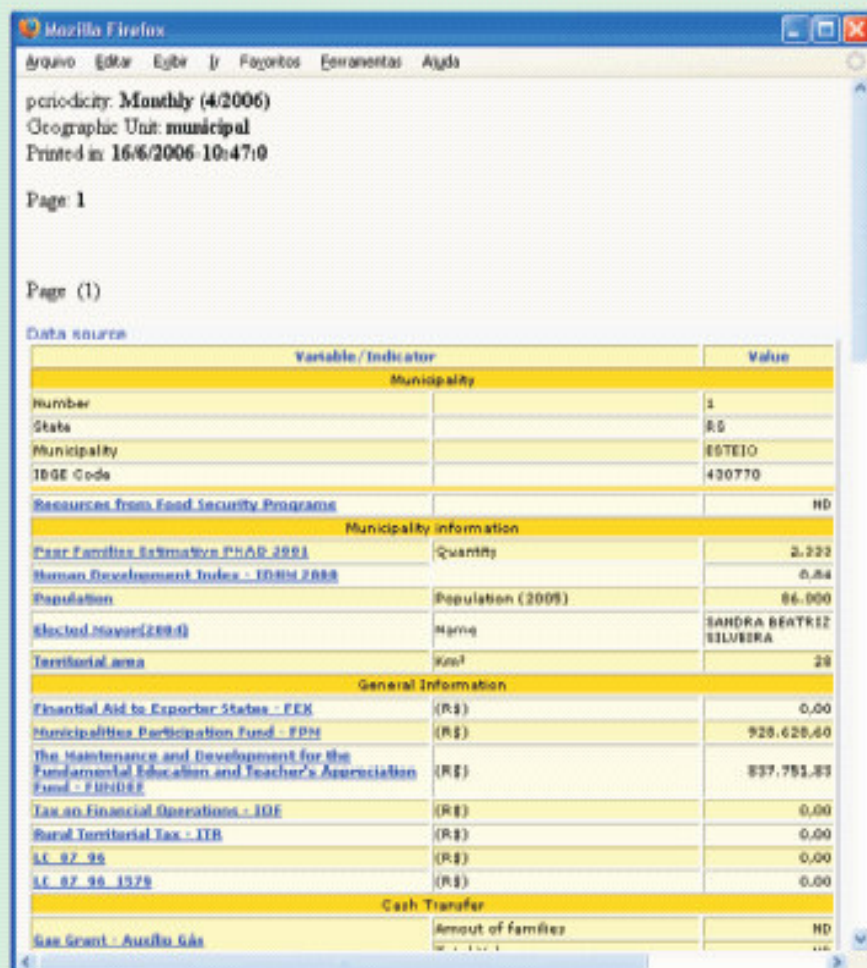 Mozilla Firefox
Arquivo Editar Exibir Ir Favoritos Ferramentas Ajuda
periodicity: Monthly (4/2006)
Geographic Unit: municipal
Printed in: 16/6/2006-10:47:0
Page: 1
Page (1)
Data source
Variable/Indicator Value
Municipality
Number 1
State RS
Municipality ESTEIO
IBGE Code 430770
Resources from Food Security Programs ND
Municipality information
Poor Families Estimative PNAD 2001 Quantity
Human Development Index - IDHM 2000 0,84
Population Population (2005) 86.000
Elected Mayor(2004) Name SANDRA BEATRIZ
SILVEIRA
Territorial area Km² 28
General Information
Finantial Aid to Exporter States - FEX (R$) 0,00
Municipalities Participation Fund - FPM (R$) 928.628,60
The Maintenance and Development for the
Fundamental Education and Teacher's Appreciation
Fund - FUNDEF (R$) 837.751,83
Tax on Financial Operations - IOF (R$) 0,00
Rural Territorial Tax - ITR (R$) 0,00
LC 87 96 (R$) 0,00
LC 87 96 1579 (R$) 0,00
Cash Transfer
Gas Grant - Auxílio Gás Amout of families ND